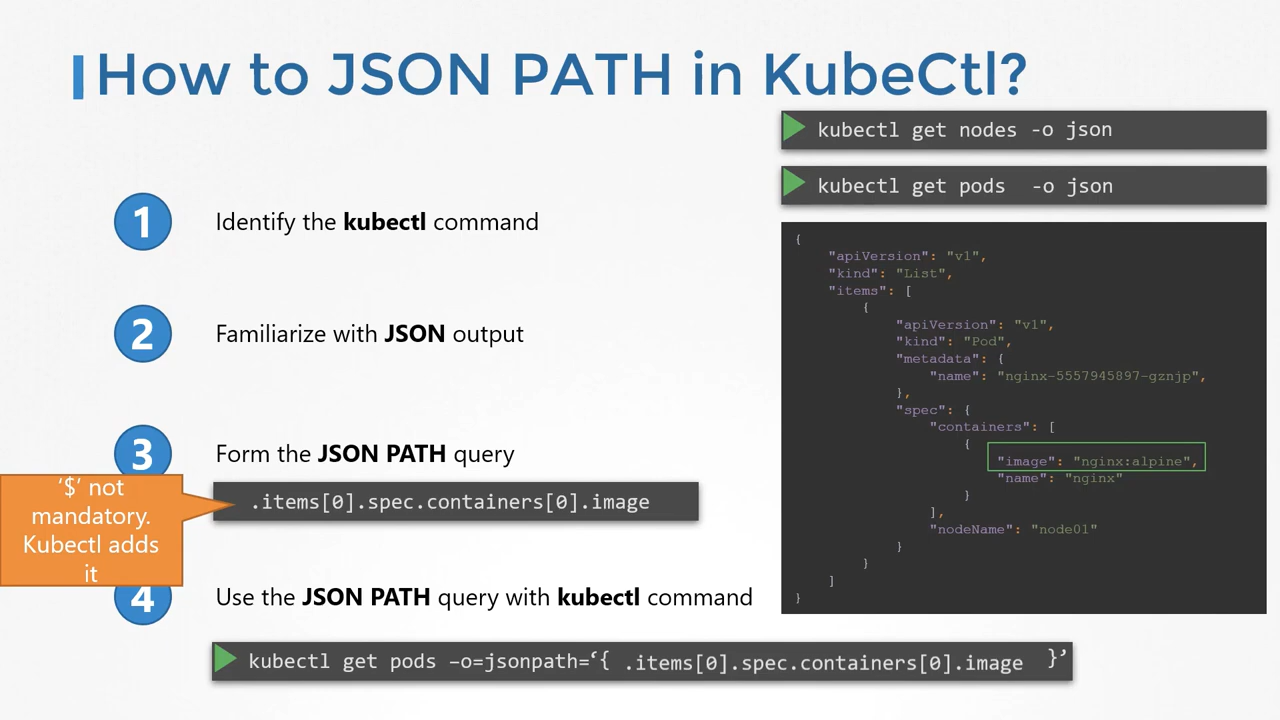 How to JSON PATH in KubeCtl?
kubectl get nodes -o json
kubectl get pods  -o json
1 Identify the kubectl command
2 Familiarize with JSON output
3 Form the JSON PATH query
.items[0].spec.containers[0].image
‘$’ not
mandatory.
Kubectl adds
it
4 Use the JSON PATH query with kubectl command
kubectl get pods –o=jsonpath=‘{ .items[0].spec.containers[0].image }’
{
"apiVersion": "v1",
"kind": "List",
"items": [
{
"apiVersion": "v1",
"kind": "Pod",
"metadata": {
"name": "nginx-5557945897-gznjp",
},
"spec": {
"containers": [
{
"image": "nginx:alpine",
"name": "nginx"
}
],
"nodeName": "node01"
}
}
]
}